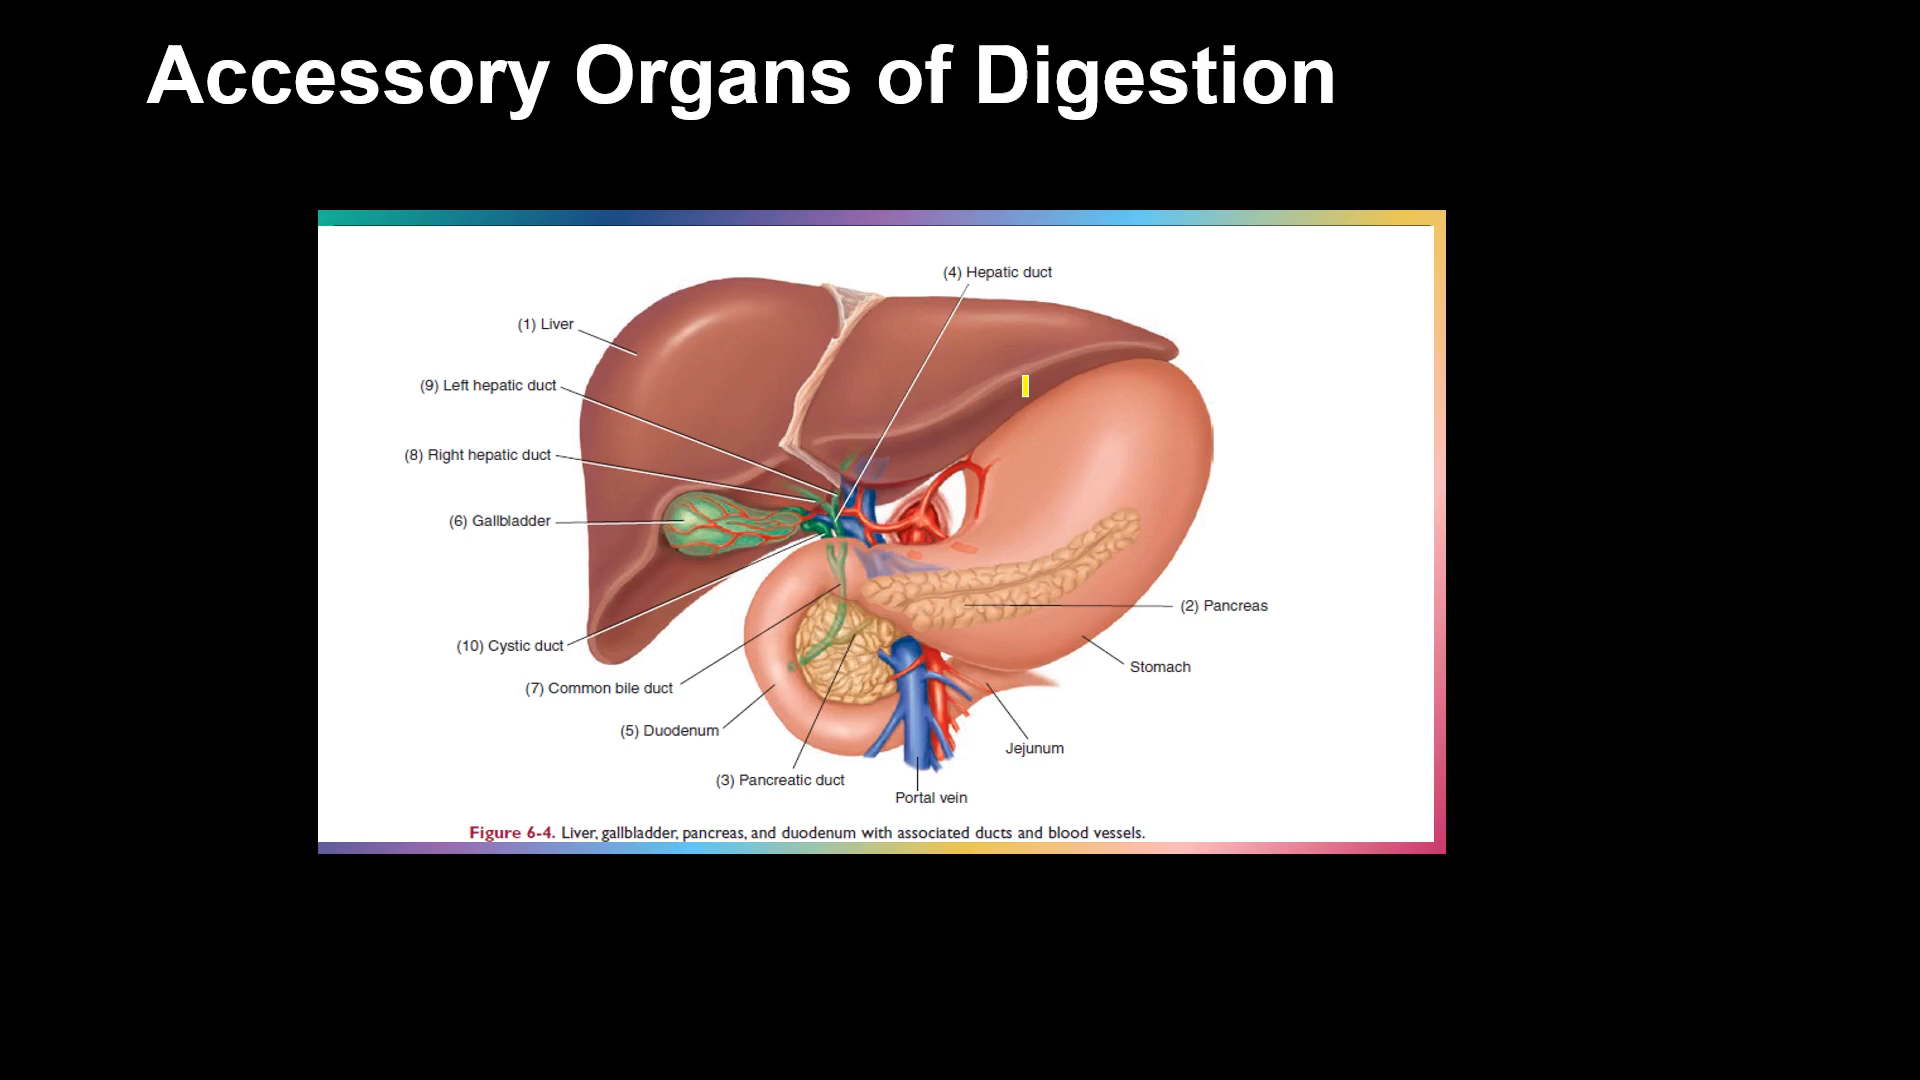 Accessory Organs of Digestion
(4) Hepatic duct
(1) Liver
(9) Left hepatic duct
(8) Right hepatic duct
(6) Gallbladder
(2) Pancreas
(10) Cystic duct
Stomach
(7) Common bile duct
(5) Duodenum
Jejunum
(3) Pancreatic duct
Portal vein
Figure 6-4. Liver, gallbladder, pancreas, and duodenum with associated ducts and blood vessels.